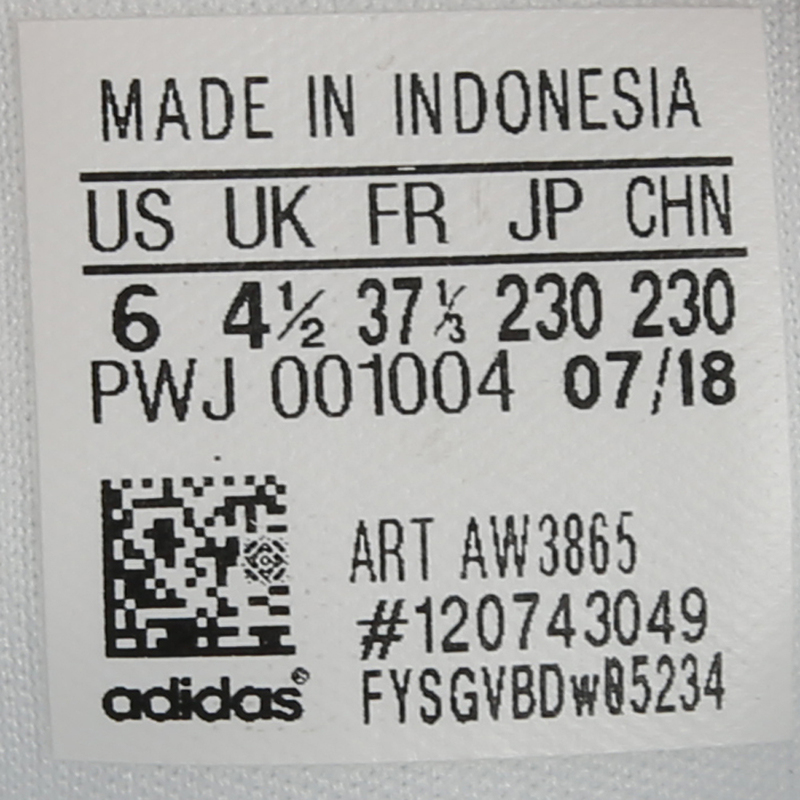 MADE IN INDONESIA
US UK FR JP CHN
6 4½ 37⅓ 230 230
PWJ 001004 07/18
ART AW3865
#120743049
adidas®